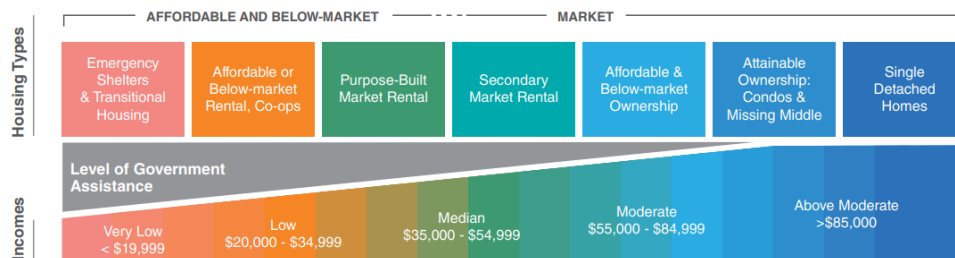 AFFORDABLE AND BELOW-MARKET
MARKET
Housing Types
Emergency
Shelters
& Transitional
Housing
Affordable or
Below-market
Rental, Co-ops
Purpose-Built
Market Rental
Secondary
Market Rental
Affordable &
Below-market
Ownership
Attainable
Ownership:
Condos &
Missing Middle
Single
Detached
Homes
Level of Government
Assistance
Incomes
Very Low
< $19,999
Low
$20,000 - $34,999
Median
$35,000 - $54,999
Moderate
$55,000 - $84,999
Above Moderate
>$85,000